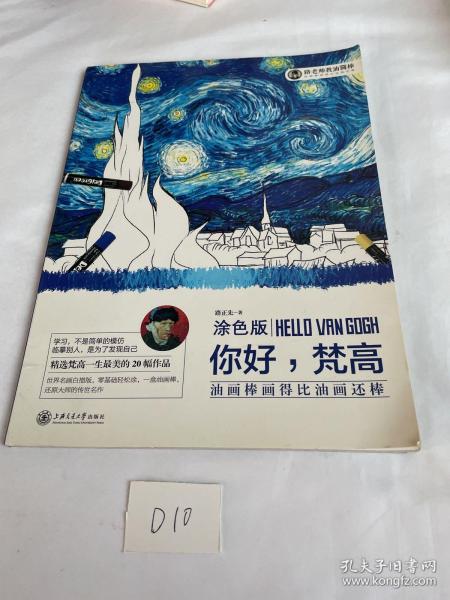 路老师教油画棒
路正先 著
涂色版 HELLO VAN GOGH
你好，梵高
油画棒画得比油画还棒
学习，不是简单的模仿
临摹别人，是为了发现自己
精选梵高一生最美的20幅作品
世界名画白描版，零基础轻松涂，一盒油画棒，
还原大师的传世名作
上海交通大学出版社
SHANGHAI JIAO TONG UNIVERSITY PRESS
D10
孔夫子旧书网
www.kongfz.com